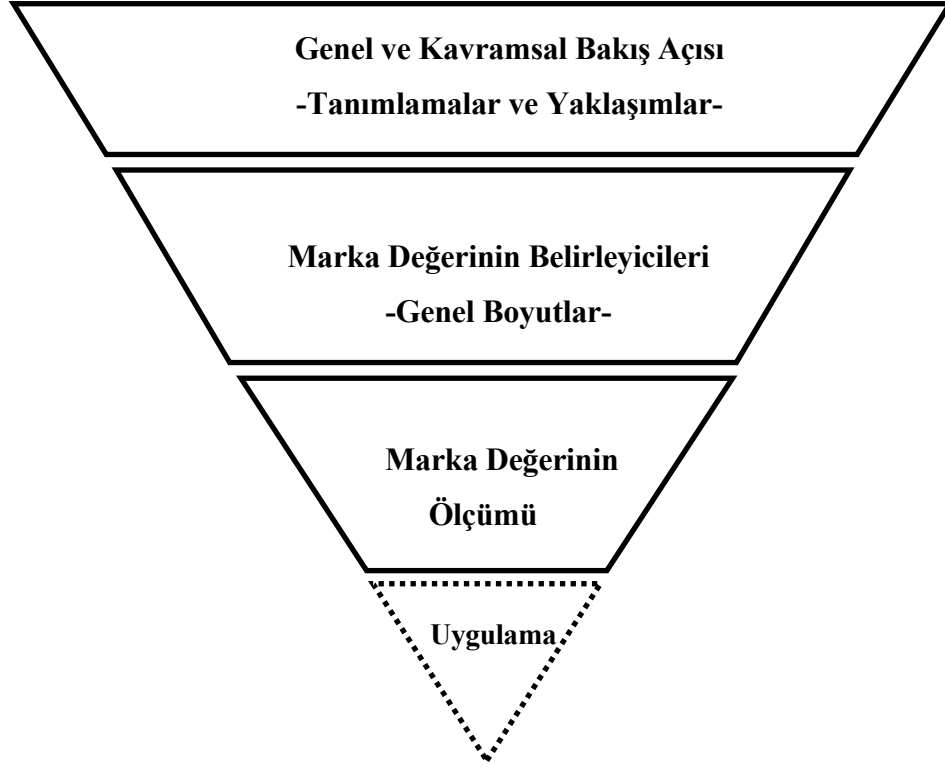 Genel ve Kavramsal Bakış Açısı
-Tanımlamalar ve Yaklaşımlar-
Marka Değerinin Belirleyicileri
-Genel Boyutlar-
Marka Değerinin
Ölçümü
Uygulama